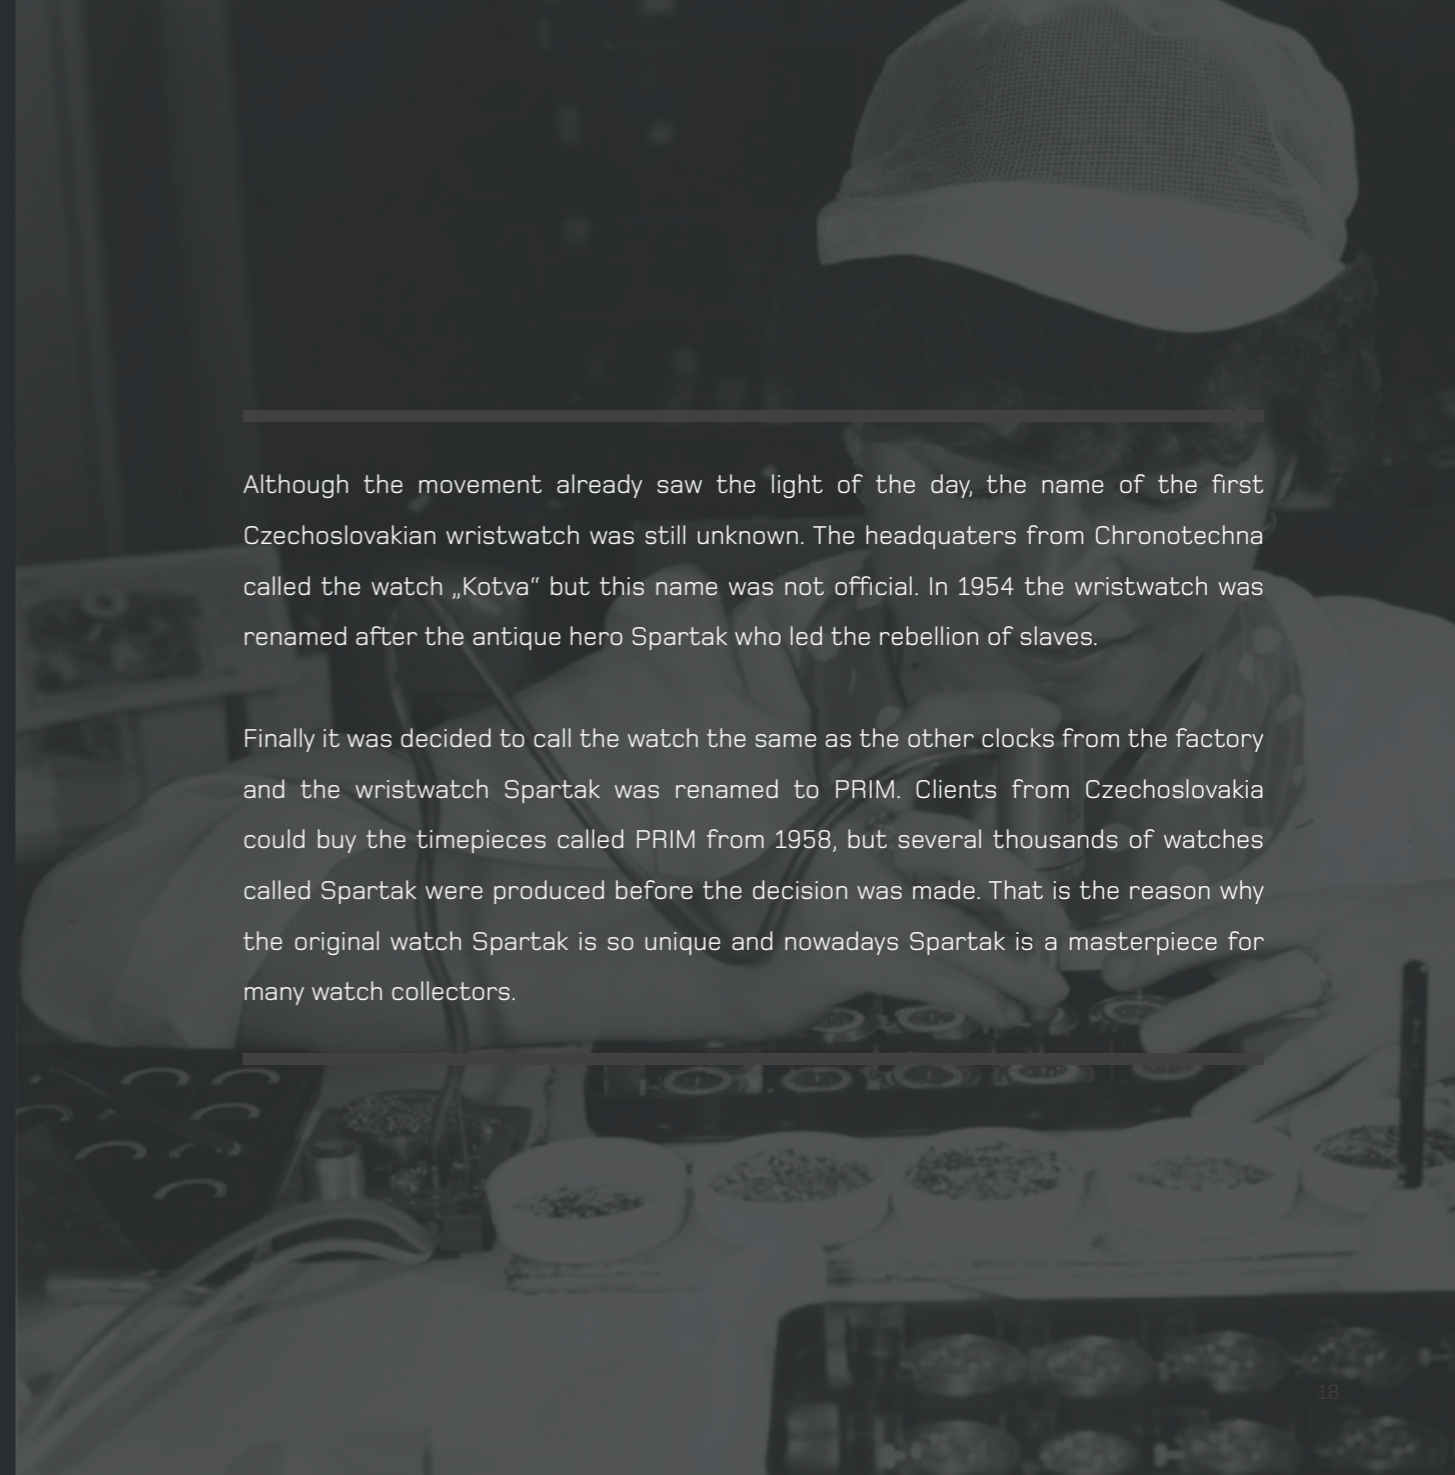 Although the movement already saw the light of the day, the name of the first
Czechoslovakian wristwatch was still unknown. The headquaters from Chronotechna
called the watch „Kotva“ but this name was not official. In 1954 the wristwatch was
renamed after the antique hero Spartak who led the rebellion of slaves.
Finally it was decided to call the watch the same as the other clocks from the factory
and the wristwatch Spartak was renamed to PRIM. Clients from Czechoslovakia
could buy the timepieces called PRIM from 1958, but several thousands of watches
called Spartak were produced before the decision was made. That is the reason why
the original watch Spartak is so unique and nowadays Spartak is a masterpiece for
many watch collectors.
18